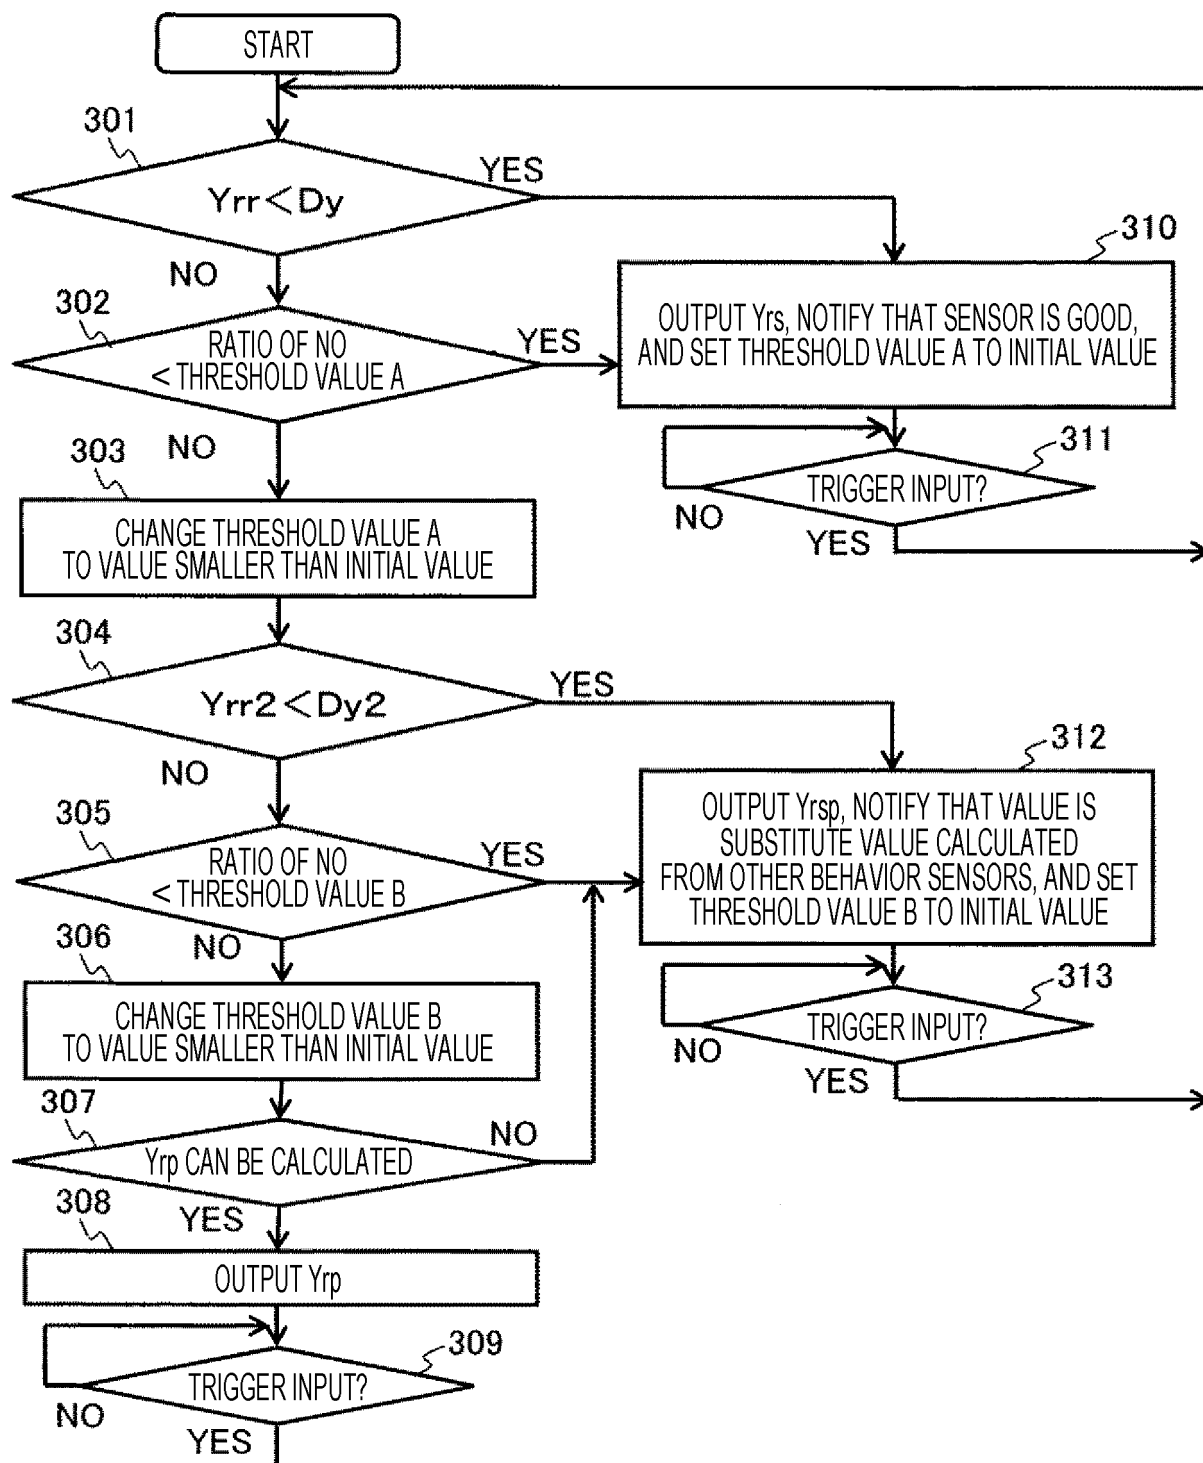 START
301
Yrr<Dy
YES
NO
310
OUTPUT Yrs, NOTIFY THAT SENSOR IS GOOD,
AND SET THRESHOLD VALUE A TO INITIAL VALUE
302
RATIO OF NO
< THRESHOLD VALUE A
YES
NO
311
TRIGGER INPUT?
NO
YES
303
CHANGE THRESHOLD VALUE A
TO VALUE SMALLER THAN INITIAL VALUE
304
Yrr2<Dy2
YES
NO
312
OUTPUT Yrsp, NOTIFY THAT VALUE IS
SUBSTITUTE VALUE CALCULATED
FROM OTHER BEHAVIOR SENSORS, AND SET
THRESHOLD VALUE B TO INITIAL VALUE
305
RATIO OF NO
< THRESHOLD VALUE B
YES
NO
313
TRIGGER INPUT?
NO
YES
306
CHANGE THRESHOLD VALUE B
TO VALUE SMALLER THAN INITIAL VALUE
307
Yrp CAN BE CALCULATED
NO
YES
308
OUTPUT Yrp
309
TRIGGER INPUT?
NO
YES